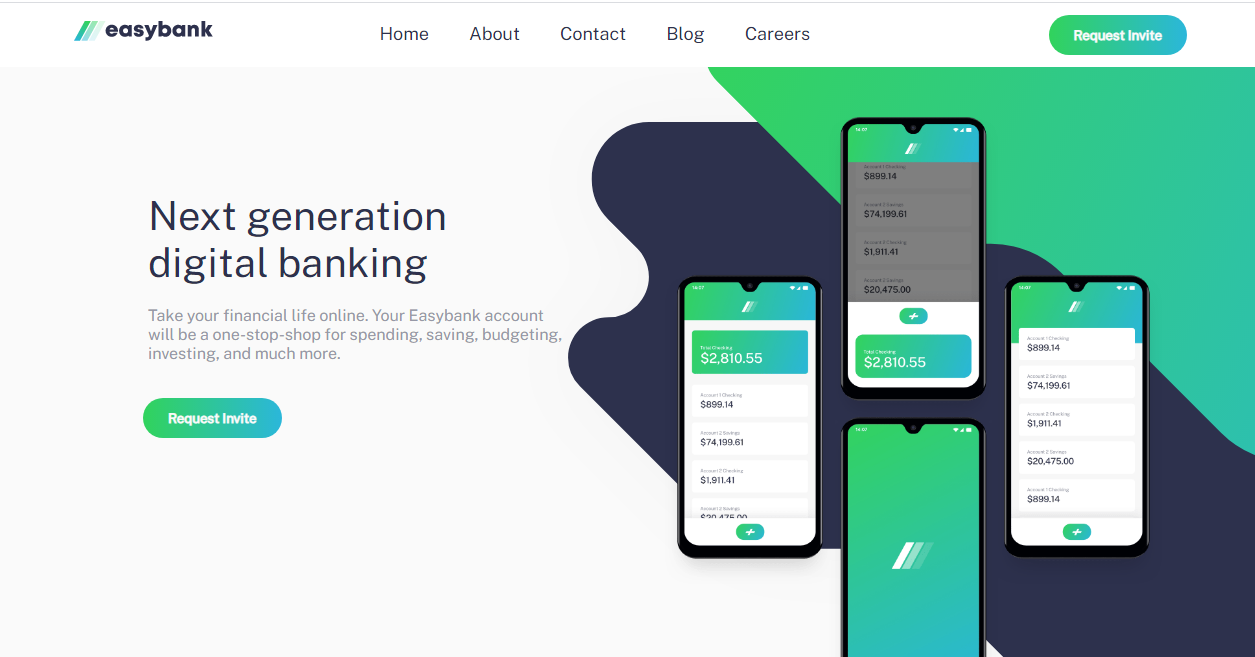 easybank
Home
About
Contact
Blog
Careers
Request Invite
Next generation
digital banking
Take your financial life online. Your Easybank account
will be a one-stop-shop for spending, saving, budgeting,
investing, and much more.
Request Invite
14:07
Account 1 Checking
$899.14
Account 2 Savings
$74,199.61
Account 2 Checking
$1,911.41
Account 2 Savings
$20,475.00
Total Checking
$2,810.55
14:07
Total Checking
$2,810.55
Account 1 Checking
$899.14
Account 2 Savings
$74,199.61
Account 2 Checking
$1,911.41
$20,475.00
14:07
Account 1 Checking
$899.14
Account 2 Savings
$74,199.61
Account 2 Checking
$1,911.41
Account 2 Savings
$20,475.00
Account 1 Checking
$899.14
14:07